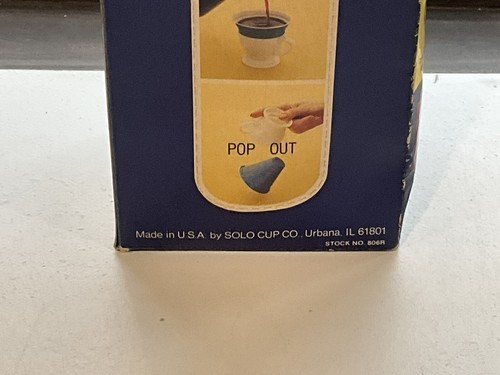 POP OUT
Made in U.S.A. by SOLO CUP CO., Urbana, IL 61801
STOCK NO. 806R